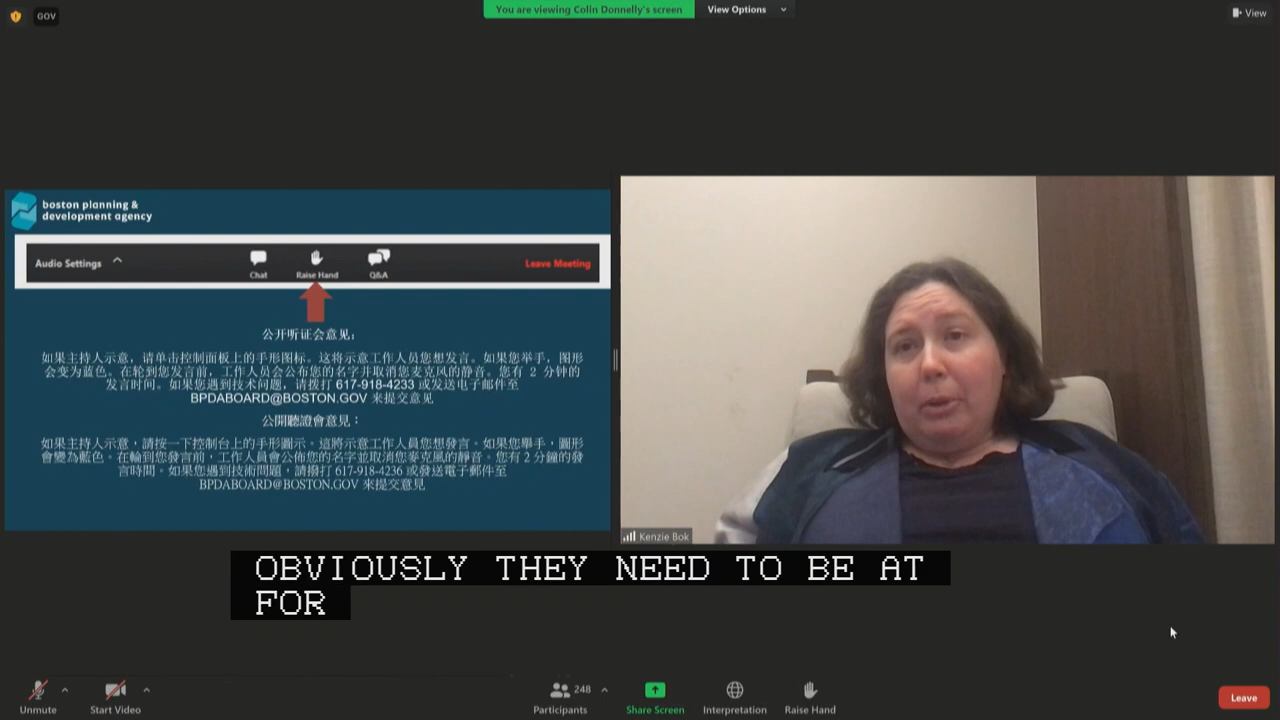 GOV
You are viewing Colin Donnelly's screen
View Options
View
boston planning &
development agency
Audio Settings
Chat
Raise Hand
Q&A
Leave Meeting
公开听证会意见：
如果主持人示意，请单击控制面板上的手形图标。这将示意工作人员您想发言。如果您举手，图形
会变为蓝色。在轮到您发言前，工作人员会公布您的名字并取消您麦克风的静音。您有 2 分钟的
发言时间。如果您遇到技术问题，请拨打 617-918-4233 或发送电子邮件至
BPDABOARD@BOSTON.GOV 来提交意见
公開聽證會意見：
如果主持人示意，請按一下控制台上的手形圖示。這將示意工作人員您想發言。如果您舉手，圖形
會變為藍色。在輪到您發言前，工作人員會公布您的名並取消您麥克風的靜音。您有 2 分鐘的發
言時間。如果您遇到技術問題，請撥打 617-918-4236 或發送電子郵件至
BPDABOARD@BOSTON.GOV 來提交意見
Kenzie Bok
OBVIOUSLY THEY NEED TO BE AT
FOR
Unmute
Start Video
248
Participants
Share Screen
Interpretation
Raise Hand
Leave